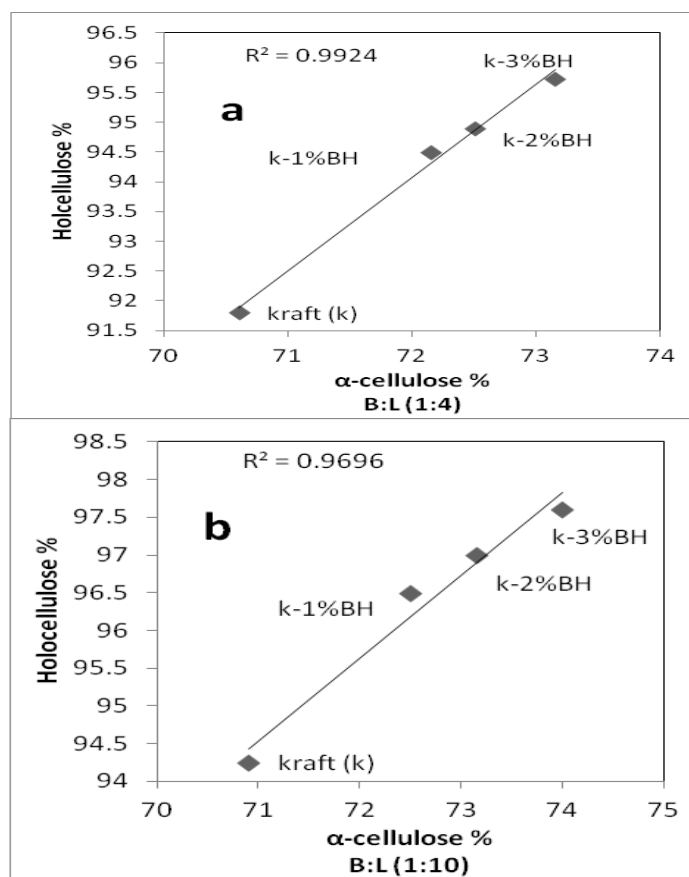 96.5
R² = 0.9924
k-3%BH
96
95.5
a
95
k-2%BH
94.5
k-1%BH
94
93.5
93
92.5
92
kraft (k)
91.5
70 71 72 73 74
Holcellulose %
α-cellulose %
B:L (1:4)
98.5
R² = 0.9696
98
97.5
k-3%BH
b
97
k-2%BH
96.5
k-1%BH
96
95.5
95
94.5
kraft (k)
94
70 71 72 73 74 75
Holocellulose %
α-cellulose %
B:L (1:10)